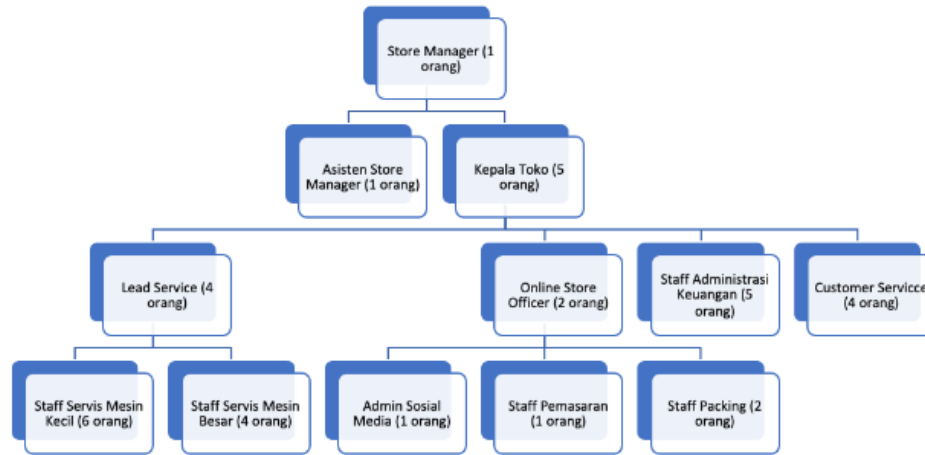 Store Manager (1
orang)
Asisten Store
Manager (1 orang)
Kepala Toko (5
orang)
Lead Service (4
orang)
Online Store
Officer (2 orang)
Staff Administrasi
Keuangan (5
orang)
Customer Servicce
(4 orang)
Staff Servis Mesin
Kecil (6 orang)
Staff Servis Mesin
Besar (4 orang)
Admin Sosial
Media (1 orang)
Staff Pemasaran
(1 orang)
Staff Packing (2
orang)